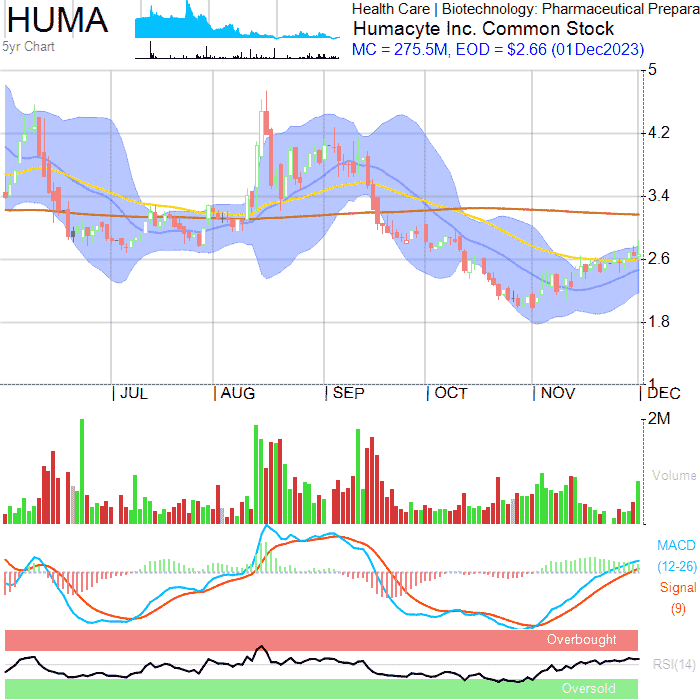 HUMA
5yr Chart
Health Care | Biotechnology: Pharmaceutical Prepara
Humacyte Inc. Common Stock
MC = 275.5M, EOD = $2.66 (01Dec2023)
5
4.2
3.4
2.6
1.8
1
JUL
AUG
SEP
OCT
NOV
DEC
2M
Volume
MACD
(12-26)
Signal
(9)
Overbought
RSI(14)
Oversold